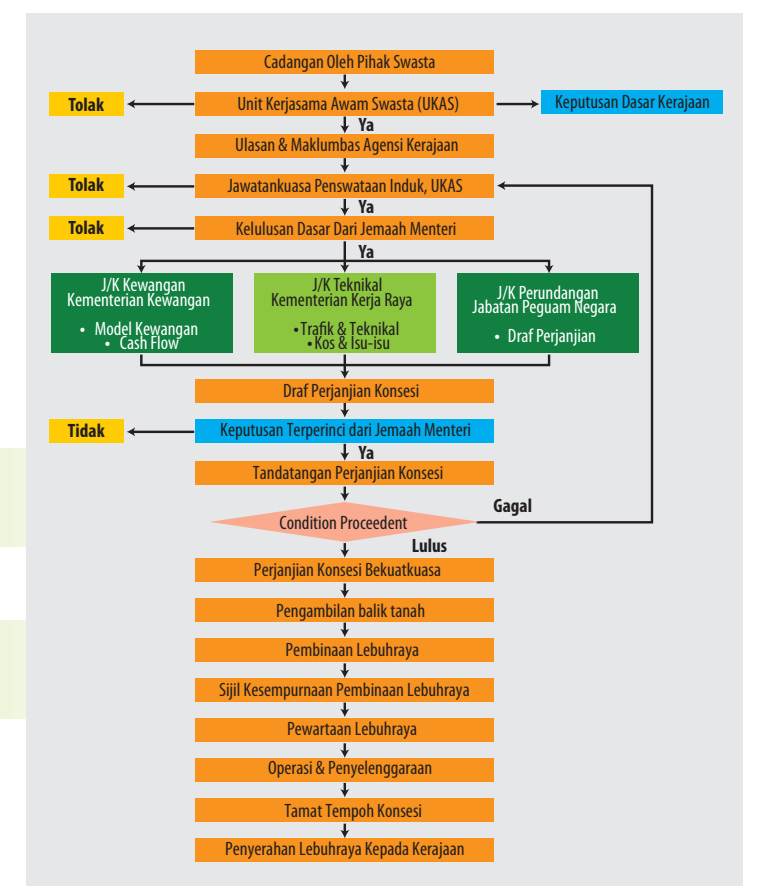 Cadangan Oleh Pihak Swasta
Tolak
Unit Kerjasama Awam Swasta (UKAS)
Keputusan Dasar Kerajaan
Ya
Ulasan & Maklumbas Agensi Kerajaan
Tolak
Jawatankuasa Penswataan Induk, UKAS
Ya
Tolak
Kelulusan Dasar Dari Jemaah Menteri
Ya
J/K Kewangan
Kementerian Kewangan
• Model Kewangan
• Cash Flow
J/K Teknikal
Kementerian Kerja Raya
• Trafik & Teknikal
• Kos & Isu-isu
J/K Perundangan
Jabatan Peguam Negara
• Draf Perjanjian
Draf Perjanjian Konsesi
Tidak
Keputusan Terperinci dari Jemaah Menteri
Ya
Tandatangan Perjanjian Konsesi
Gagal
Condition Proceedent
Lulus
Perjanjian Konsesi Bekuatkuasa
Pengambilan balik tanah
Pembinaan Lebuhraya
Sijil Kesempurnaan Pembinaan Lebuhraya
Pewartaan Lebuhraya
Operasi & Penyelenggaraan
Tamat Tempoh Konsesi
Penyerahan Lebuhraya Kepada Kerajaan